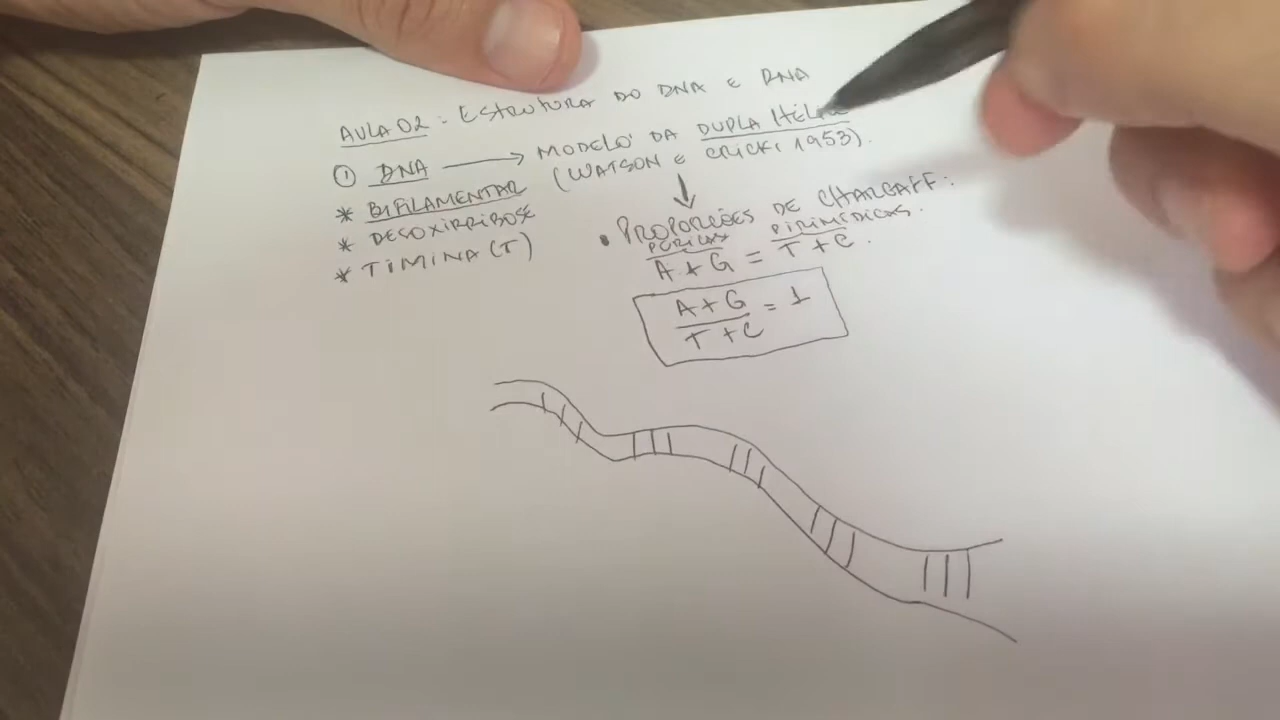 AULA 02: ESTRUTURA DO DNA E RNA
① DNA → MODELO DA DUPLA HÉLICE
(WATSON E CRICK, 1953).
* BIFILAMENTAR
* DESOXIRRIBOSE
* TIMINA (T)
• PROPORÇÕES DE CHARGAFF:
PÚRICAS PIRIMÍDICAS.
A + G = T + C.
A + G
T + C = 1